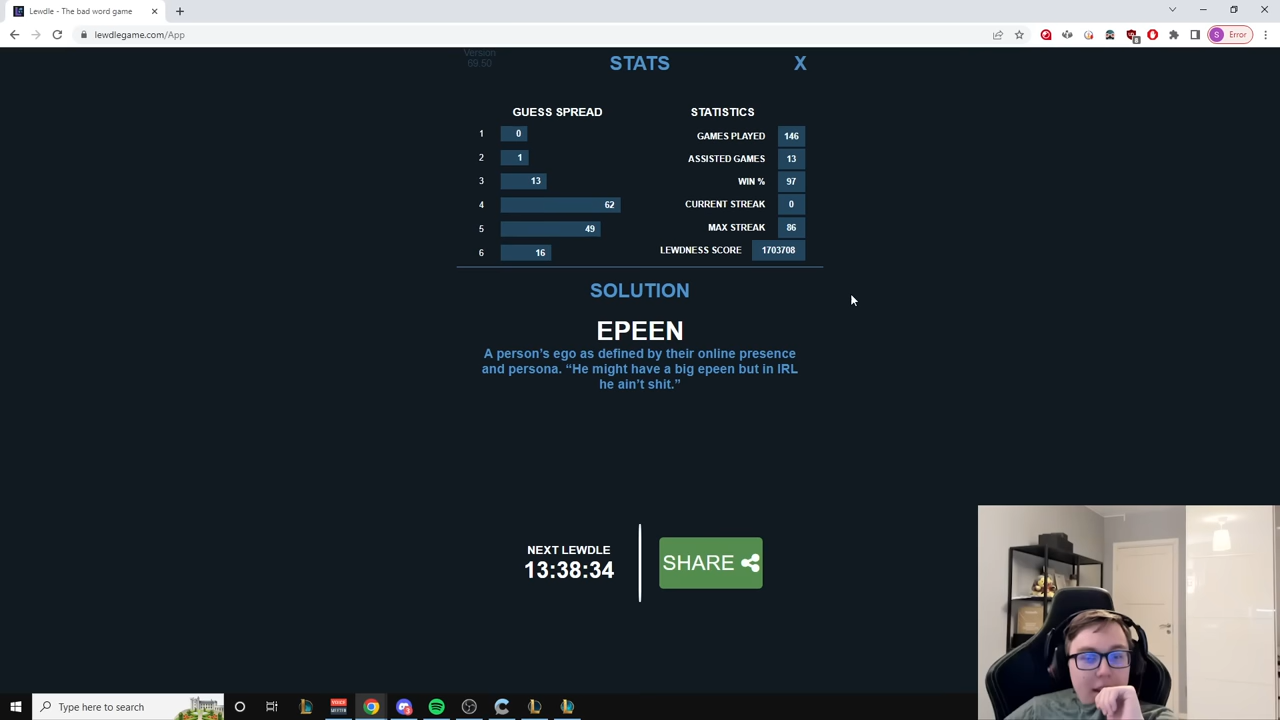 Lewdle - The bad word game
lewdlegame.com/App
S Error
Version
69.50
STATS
X
GUESS SPREAD
STATISTICS
1 0
GAMES PLAYED 146
2 1
ASSISTED GAMES 13
3 13
WIN % 97
4 62
CURRENT STREAK 0
5 49
MAX STREAK 86
6 16
LEWDNESS SCORE 1703708
SOLUTION
EPEEN
A person's ego as defined by their online presence
and persona. “He might have a big epeen but in IRL
he ain't shit.”
NEXT LEWDLE
13:38:34
SHARE
Type here to search